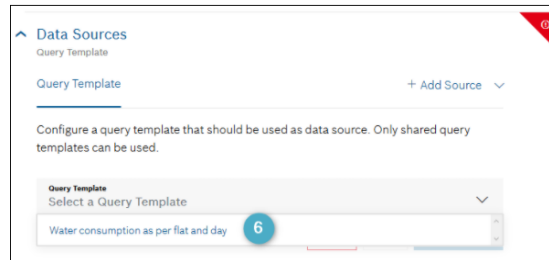 Data Sources
Query Template
Query Template
+ Add Source
Configure a query template that should be used as data source. Only shared query
templates can be used.
Query Template
Select a Query Template
Water consumption as per flat and day
6